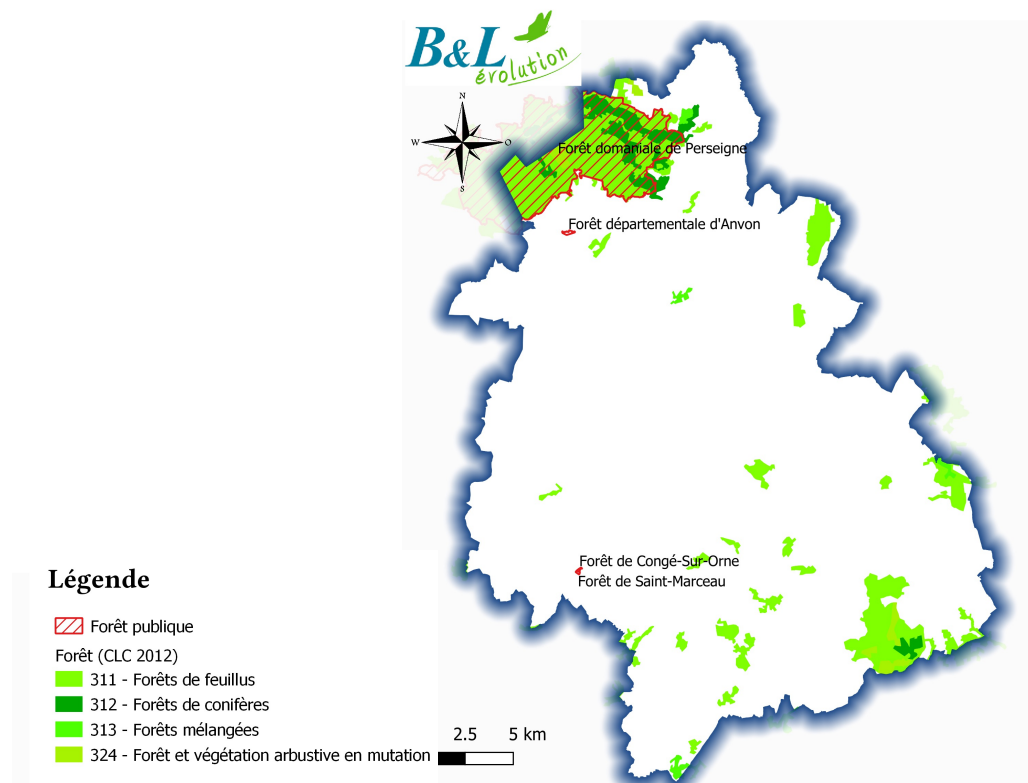 B&L
évolution
N
W
O
S
Forêt domaniale de Perseigne
Forêt départementale d'Anvon
Forêt de Congé-Sur-Orne
Forêt de Saint-Marceau
Légende
Forêt publique
Forêt (CLC 2012)
311 - Forêts de feuillus
312 - Forêts de conifères
313 - Forêts mélangées
324 - Forêt et végétation arbustive en mutation
2.5 5 km